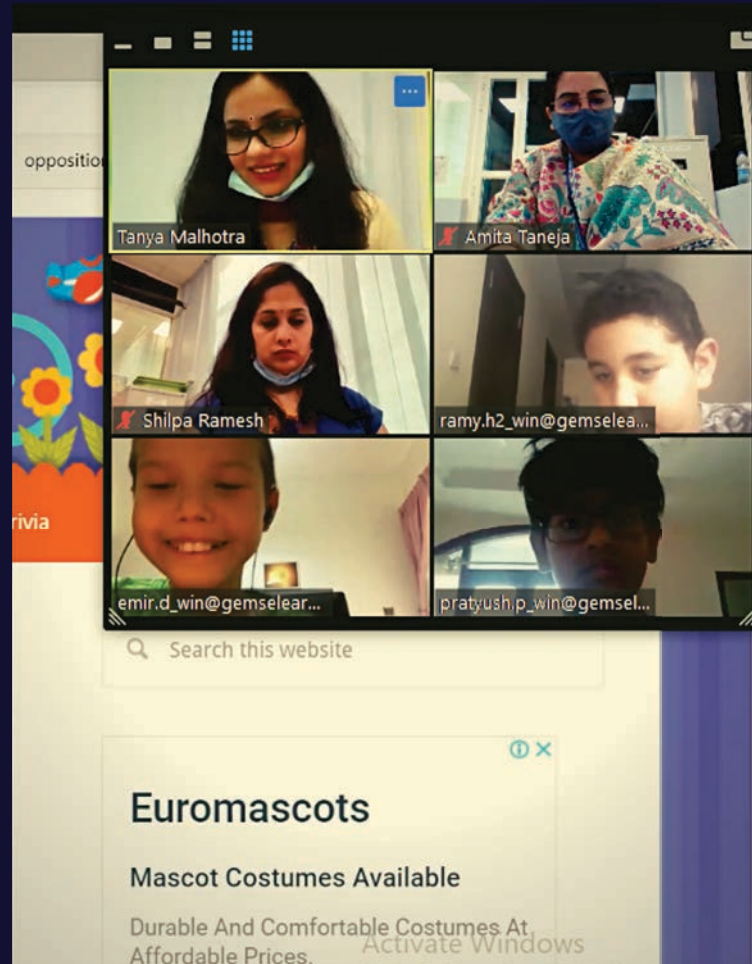 opposition
Tanya Malhotra
Amita Taneja
Shilpa Ramesh
ramy.h2_win@gemselea...
rivia
emir.d_win@gemselear...
pratyush.p_win@gemsel...
Search this website
Euromascots
Mascot Costumes Available
Durable And Comfortable Costumes At
Affordable Prices.
Activate Windows